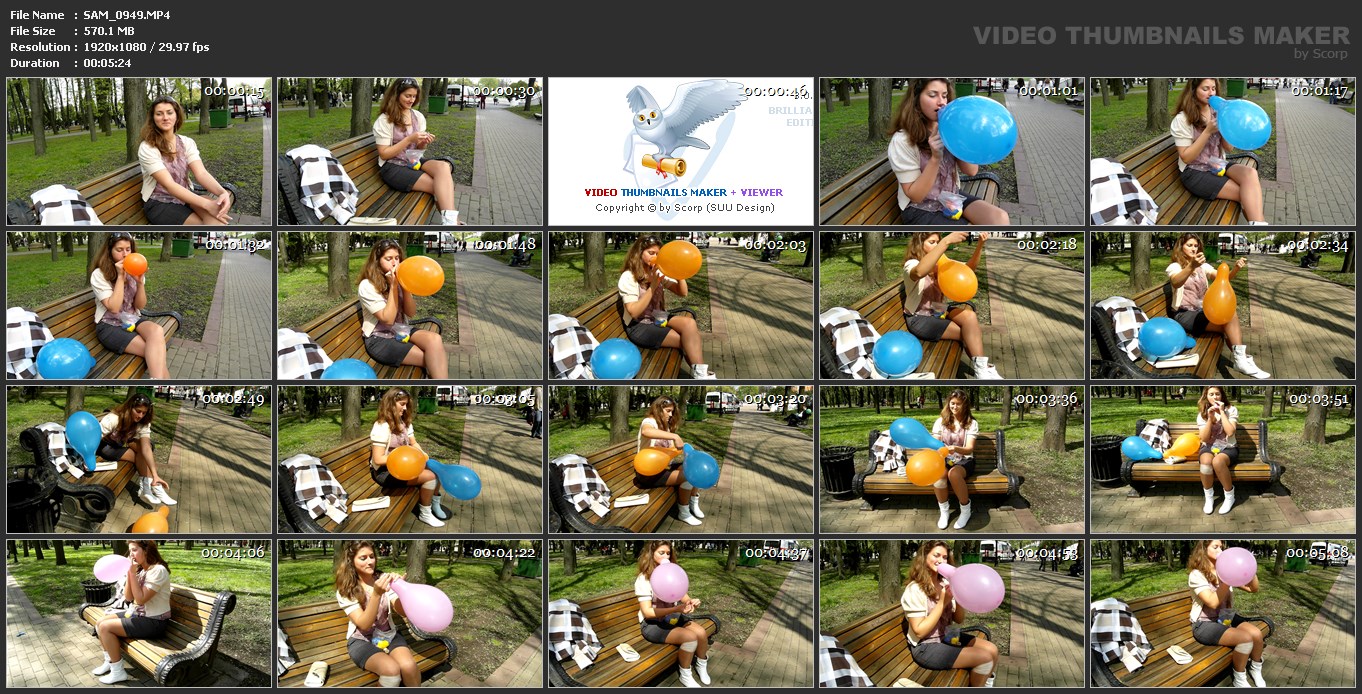 File Name : SAM_0949.MP4
File Size : 570.1 MB
Resolution : 1920x1080 / 29.97 fps
Duration : 00:05:24
VIDEO THUMBNAILS MAKER
by Scorp
00:00:15
00:00:30
00:00:46
BRILLIA
EDIT
VIDEO THUMBNAILS MAKER + VIEWER
Copyright © by Scorp (SUU Design)
00:01:01
00:01:17
00:01:32
00:01:48
00:02:03
00:02:18
00:02:34
00:02:49
00:03:05
00:03:20
00:03:36
00:03:51
00:04:06
00:04:22
00:04:37
00:04:53
00:05:08